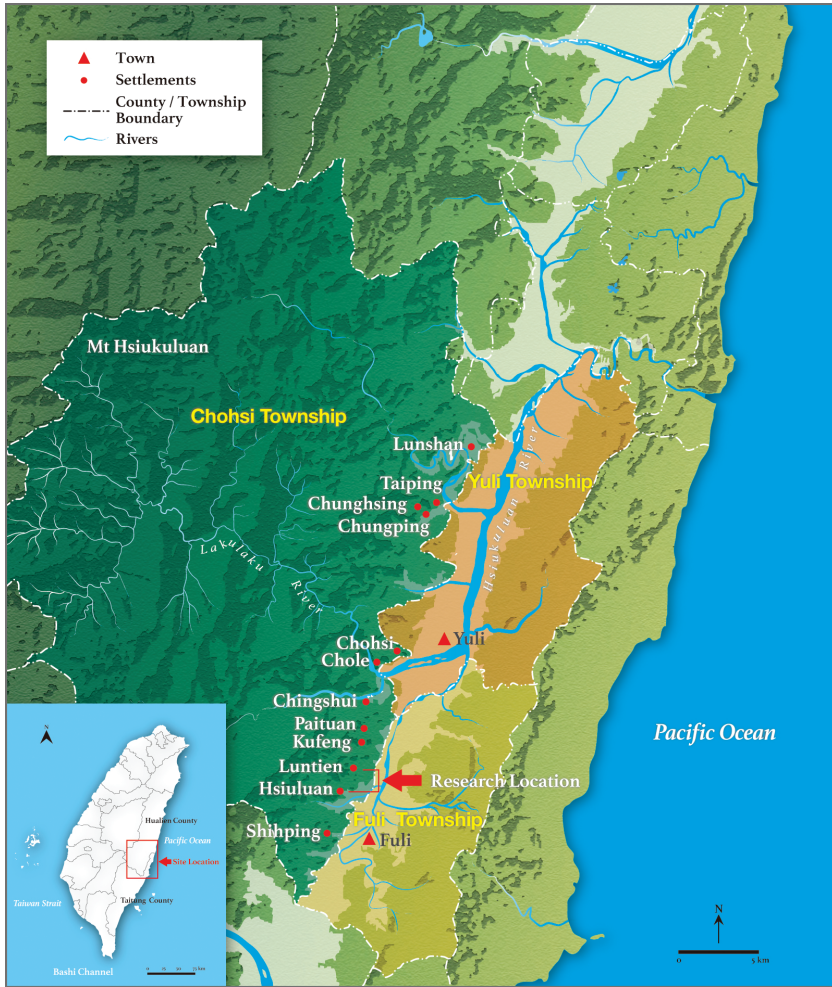 Town
Settlements
County / Township
Boundary
Rivers
Mt Hsiukuluan
Chohsi Township
Lunshan
Taiping
Yuli Township
Chunghsing
Chungping
Hsiukuluan River
Lakulaku River
Chohsi
Yuli
Chole
Chingshui
Paituan
Kufeng
Pacific Ocean
Luntien
Research Location
Hsiuluan
Fuli Township
Shihping
Fuli
N
Hualien County
Pacific Ocean
Site Location
Taiwan Strait
Taitung County
Bashi Channel
N
0 5 km